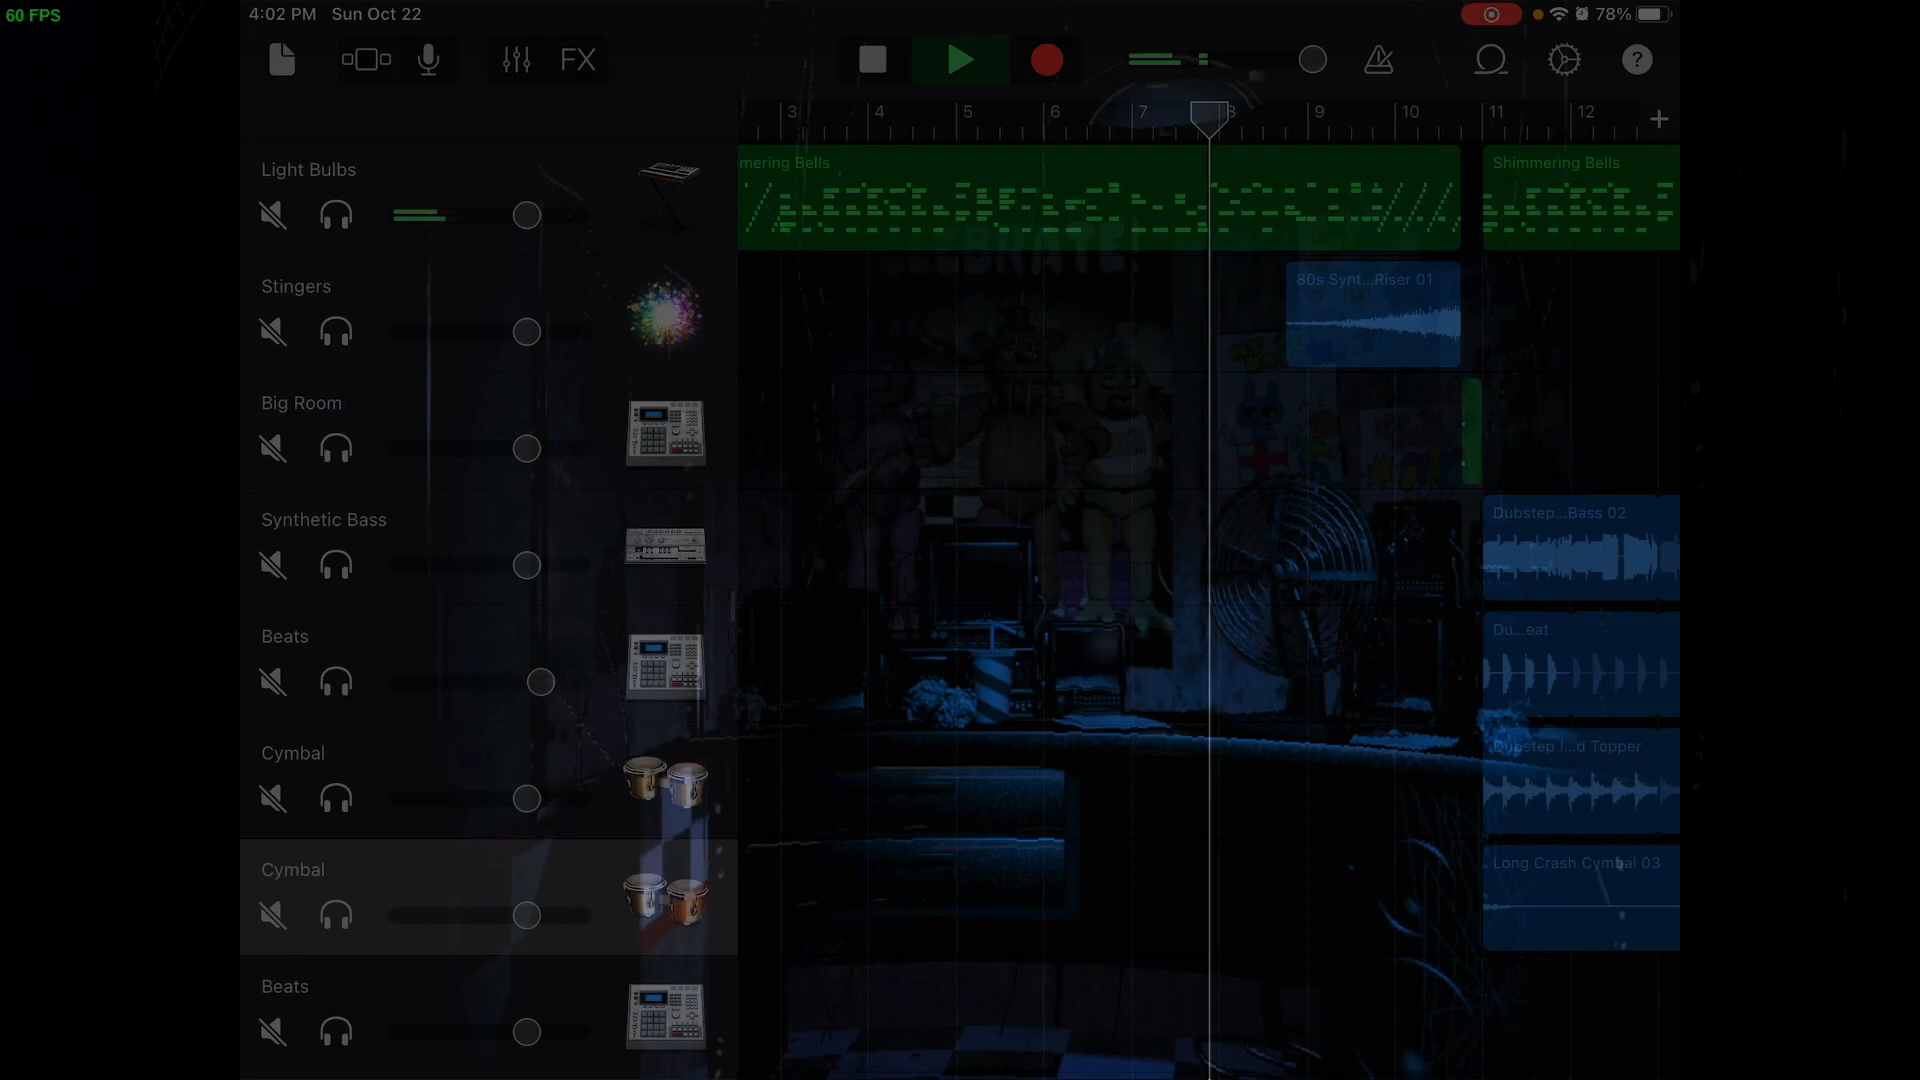 60 FPS
4:02 PM Sun Oct 22
78%
FX
?
3 4 5 6 7 8 9 10 11 12 +
Light Bulbs
mering Bells
Shimmering Bells
CELEBRATE!
Stingers
80s Synt...Riser 01
Big Room
Synthetic Bass
Dubstep...Bass 02
Beats
Du...eat
Cymbal
Dubstep I...d Topper
Cymbal
Long Crash Cymbal 03
Beats